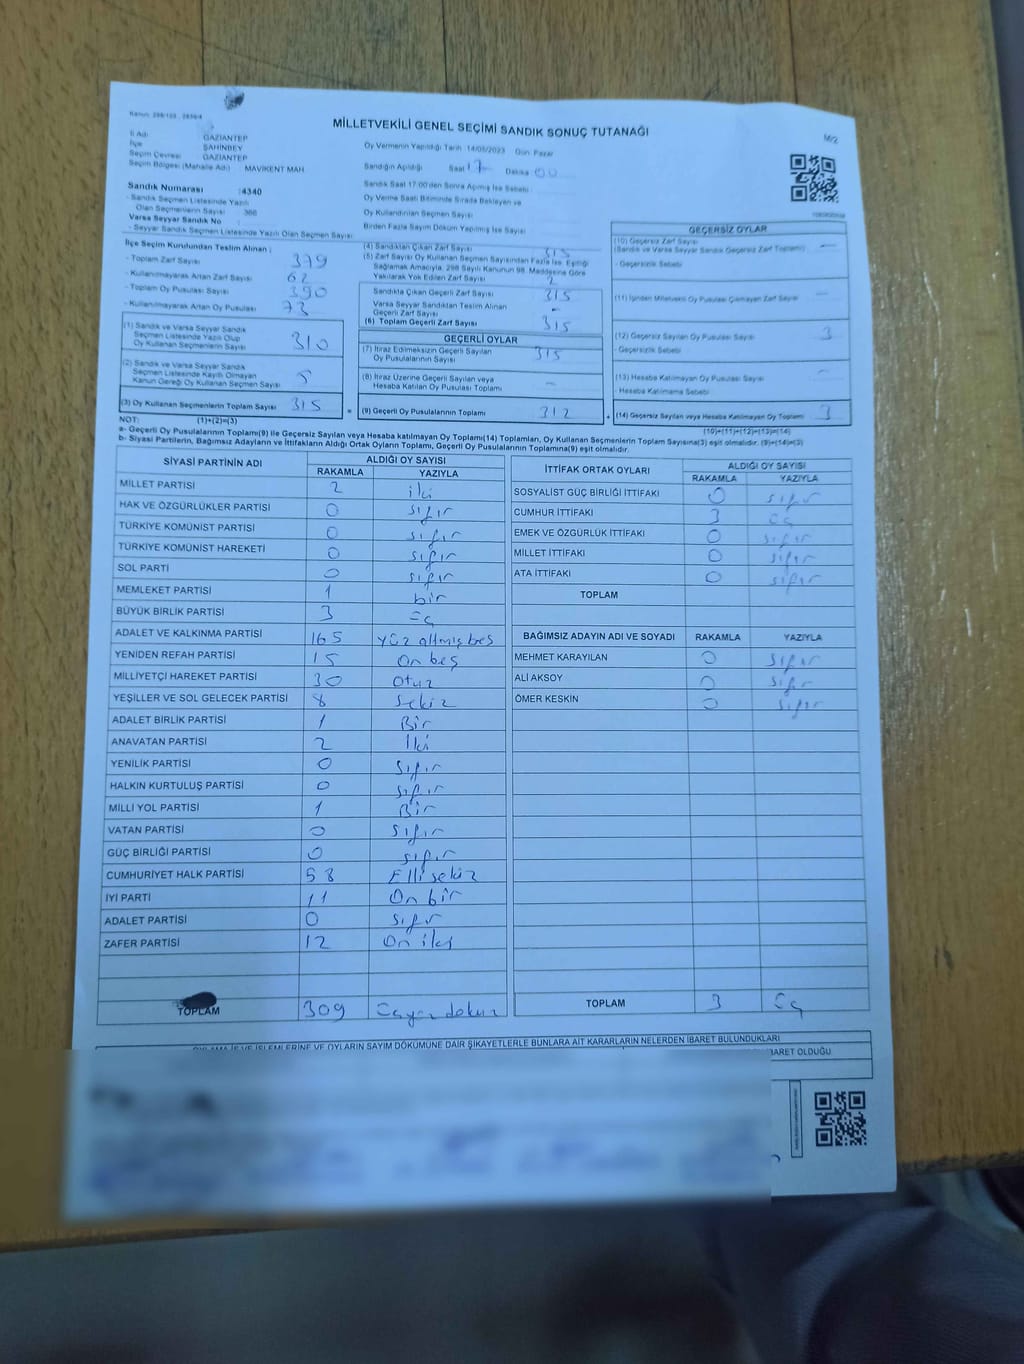 MİLLETVEKİLİ GENEL SEÇİMİ SANDIK SONUÇ TUTANAĞI
M/2
İl Adı GAZİANTEP
İlçe ŞAHİNBEY
Seçim Çevresi GAZİANTEP
Seçim Bölgesi (Mahalle Adı) MAVİKENT MAH.
Oy Vermenin Yapıldığı Tarih 14/05/2023 Gün Pazar
Sandığın Açıldığı Saat 17 Dakika 00
Sandık Saat 17:00'den Sonra Açılmış İse Sebebi
Oy Verme Saati Bitiminde Sırada Bekleyen ve
Oy Kullandırılan Seçmen Sayısı
Birden Fazla Sayım Döküm Yapılmış İse Sayısı
Sandık Numarası :4340
- Sandık Seçmen Listesinde Yazılı
Olan Seçmenlerin Sayısı 366
Varsa Seyyar Sandık No :
- Seyyar Sandık Seçmen Listesinde Yazılı Olan Seçmen Sayısı:
İlçe Seçim Kurulundan Teslim Alınan ;
- Toplam Zarf Sayısı 379
- Kullanılmayarak Artan Zarf Sayısı 62
- Toplam Oy Pusulası Sayısı 390
- Kullanılmayarak Artan Oy Pusulası 73
(1) Sandık ve Varsa Seyyar Sandık
Seçmen Listesinde Yazılı Olup
Oy Kullanan Seçmenlerin Sayısı 310
(2) Sandık ve Varsa Seyyar Sandık
Seçmen Listesinde Kayıtlı Olmayan
Kanun Gereği Oy Kullanan Seçmen Sayısı 5
(3) Oy Kullanan Seçmenlerin Toplam Sayısı 315
(4) Sandıktan Çıkan Zarf Sayısı 315
(5) Zarf Sayısı Oy Kullanan Seçmen Sayısından Fazla İse, Eşitliği
Sağlamak Amacıyla, 298 Sayılı Kanunun 98. Maddesine Göre
Yakılarak Yok Edilen Zarf Sayısı
Sandıkta Çıkan Geçerli Zarf Sayısı 315
Varsa Seyyar Sandıktan Teslim Alınan
Geçerli Zarf Sayısı -
(6) Toplam Geçerli Zarf Sayısı 315
GEÇERLİ OYLAR
(7) İtiraz Edilmeksizin Geçerli Sayılan
Oy Pusulalarının Sayısı 315
(8) İtiraz Üzerine Geçerli Sayılan veya
Hesaba Katılan Oy Pusulası Toplamı -
= (9) Geçerli Oy Pusulalarının Toplamı 312
GEÇERSİZ OYLAR
(10) Geçersiz Zarf Sayısı -
(Sandık ve Varsa Seyyar Sandık Geçersiz Zarf Toplamı)
- Geçersizlik Sebebi
(11) İçinden Milletvekili Oy Pusulası Çıkmayan Zarf Sayısı -
(12) Geçersiz Sayılan Oy Pusulası Sayısı 3
- Geçersizlik Sebebi
(13) Hesaba Katılmayan Oy Pusulası Sayısı -
- Hesaba Katılmama Sebebi
+ (14) Geçersiz Sayılan veya Hesaba Katılmayan Oy Toplamı 3
NOT: (1)+(2)=(3) (10)+(11)+(12)+(13)=(14)
a- Geçerli Oy Pusulalarının Toplamı(9) ile Geçersiz Sayılan veya Hesaba katılmayan Oy Toplamı(14) Toplamları, Oy Kullanan Seçmenlerin Toplam Sayısına(3) eşit olmalıdır. (9)+(14)=(3)
b- Siyasi Partilerin, Bağımsız Adayların ve İttifakların Aldığı Ortak Oyların Toplamı, Geçerli Oy Pusulalarının Toplamına(9) eşit olmalıdır.
SİYASİ PARTİNİN ADI ALDIĞI OY SAYISI
RAKAMLA YAZIYLA
MİLLET PARTİSİ 2 iki
HAK VE ÖZGÜRLÜKLER PARTİSİ 0 sıfır
TÜRKİYE KOMÜNİST PARTİSİ 0 sıfır
TÜRKİYE KOMÜNİST HAREKETİ 0 sıfır
SOL PARTİ 0 sıfır
MEMLEKET PARTİSİ 1 bir
BÜYÜK BİRLİK PARTİSİ 3 üç
ADALET VE KALKINMA PARTİSİ 165 yüz altmış beş
YENİDEN REFAH PARTİSİ 15 On beş
MİLLİYETÇİ HAREKET PARTİSİ 30 Otuz
YEŞİLLER VE SOL GELECEK PARTİSİ 8 Sekiz
ADALET BİRLİK PARTİSİ 1 Bir
ANAVATAN PARTİSİ 2 İki
YENİLİK PARTİSİ 0 Sıfır
HALKIN KURTULUŞ PARTİSİ 0 sıfır
MİLLİ YOL PARTİSİ 1 Bir
VATAN PARTİSİ 0 Sıfır
GÜÇ BİRLİĞİ PARTİSİ 0 sıfır
CUMHURİYET HALK PARTİSİ 58 Elli sekiz
İYİ PARTİ 11 On bir
ADALET PARTİSİ 0 sıfır
ZAFER PARTİSİ 12 On iki
TOPLAM 309 Üçyüz dokuz
İTTİFAK ORTAK OYLARI ALDIĞI OY SAYISI
RAKAMLA YAZIYLA
SOSYALİST GÜÇ BİRLİĞİ İTTİFAKI 0 sıfır
CUMHUR İTTİFAKI 3 üç
EMEK VE ÖZGÜRLÜK İTTİFAKI 0 sıfır
MİLLET İTTİFAKI 0 sıfır
ATA İTTİFAKI 0 sıfır
TOPLAM
BAĞIMSIZ ADAYIN ADI VE SOYADI RAKAMLA YAZIYLA
MEHMET KARAYILAN 0 sıfır
ALİ AKSOY 0 sıfır
ÖMER KESKİN 0 sıfır
TOPLAM 3 üç
OYLAMA İŞ VE İŞLEMLERİNE VE OYLARIN SAYIM DÖKÜMÜNE DAİR ŞİKAYETLERLE BUNLARA AİT KARARLARIN NELERDEN İBARET BULUNDUKLARI
İBARET OLDUĞU